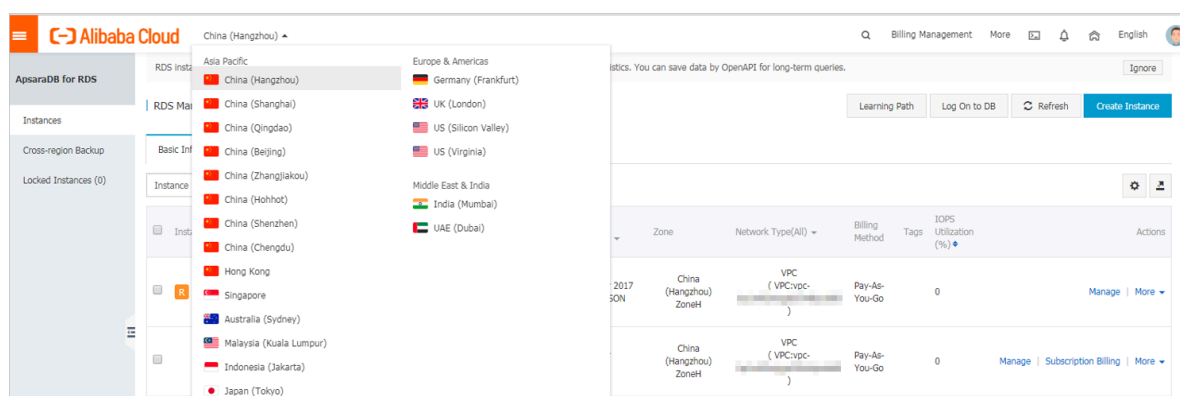 Alibaba Cloud
China (Hangzhou)
Billing Management
More
English
ApsaraDB for RDS
Instances
Cross-region Backup
Locked Instances (0)
RDS Insta
istics. You can save data by OpenAPI for long-term queries.
Ignore
RDS Mar
Learning Path
Log On to DB
Refresh
Create Instance
Basic Inf
Instance
Asia Pacific
China (Hangzhou)
China (Shanghai)
China (Qingdao)
China (Beijing)
China (Zhangjiakou)
China (Hohhot)
China (Shenzhen)
China (Chengdu)
Hong Kong
Singapore
Australia (Sydney)
Malaysia (Kuala Lumpur)
Indonesia (Jakarta)
Japan (Tokyo)
Europe & Americas
Germany (Frankfurt)
UK (London)
US (Silicon Valley)
US (Virginia)
Middle East & India
India (Mumbai)
UAE (Dubai)
Insta
Zone
Network Type(All)
Billing
Method
Tags
IOPS
Utilization
(%)
Actions
R
2017
SON
China
(Hangzhou)
ZoneH
VPC
( VPC:vpc-
)
Pay-As-
You-Go
0
Manage | More
China
(Hangzhou)
ZoneH
VPC
( VPC:vpc-
)
Pay-As-
You-Go
0
Manage | Subscription Billing | More